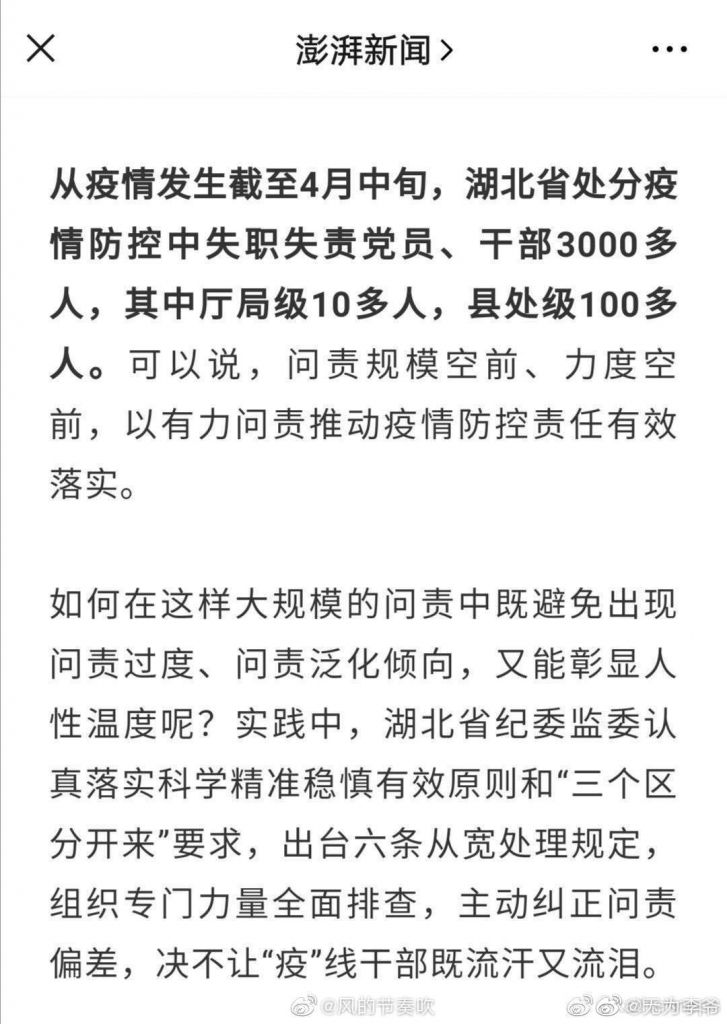 澎湃新闻
从疫情发生截至4月中旬，湖北省处分疫
情防控中失职失责党员、干部3000多
人，其中厅局级10多人，县处级100多
人。可以说，问责规模空前、力度空
前，以有力问责推动疫情防控责任有效
落实。
如何在这样大规模的问责中既避免出现
问责过度、问责泛化倾向，又能彰显人
性温度呢？实践中，湖北省纪委监委认
真落实科学精准稳慎有效原则和“三个区
分开来”要求，出台六条从宽处理规定，
组织专门力量全面排查，主动纠正问责
偏差，决不让“疫”线干部既流汗又流泪。
@风的节奏吹